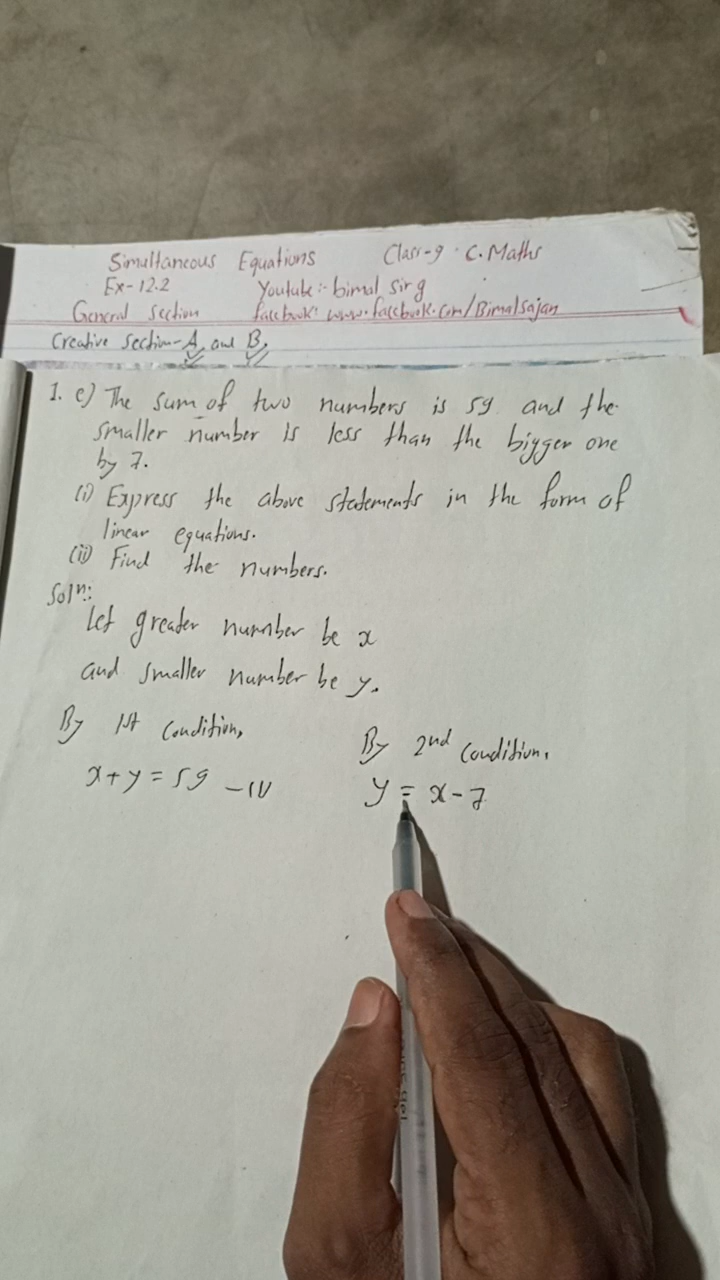 Simultaneous Equations Class-9 C. Maths
Ex-12.2 Youtube:- bimal sir g
General section facebook: www.facebook.com/Bimalsajan
Creative section-A, and B,
1. c) The sum of two numbers is 59 and the
smaller number is less than the bigger one
by 7.
(i) Express the above statements in the form of
linear equations.
(ii) Find the numbers.
Soln:
Let greater number be x
and smaller number be y.
By 1st Condition, By 2nd Condition,
x+y=59 -(i) y = x-7